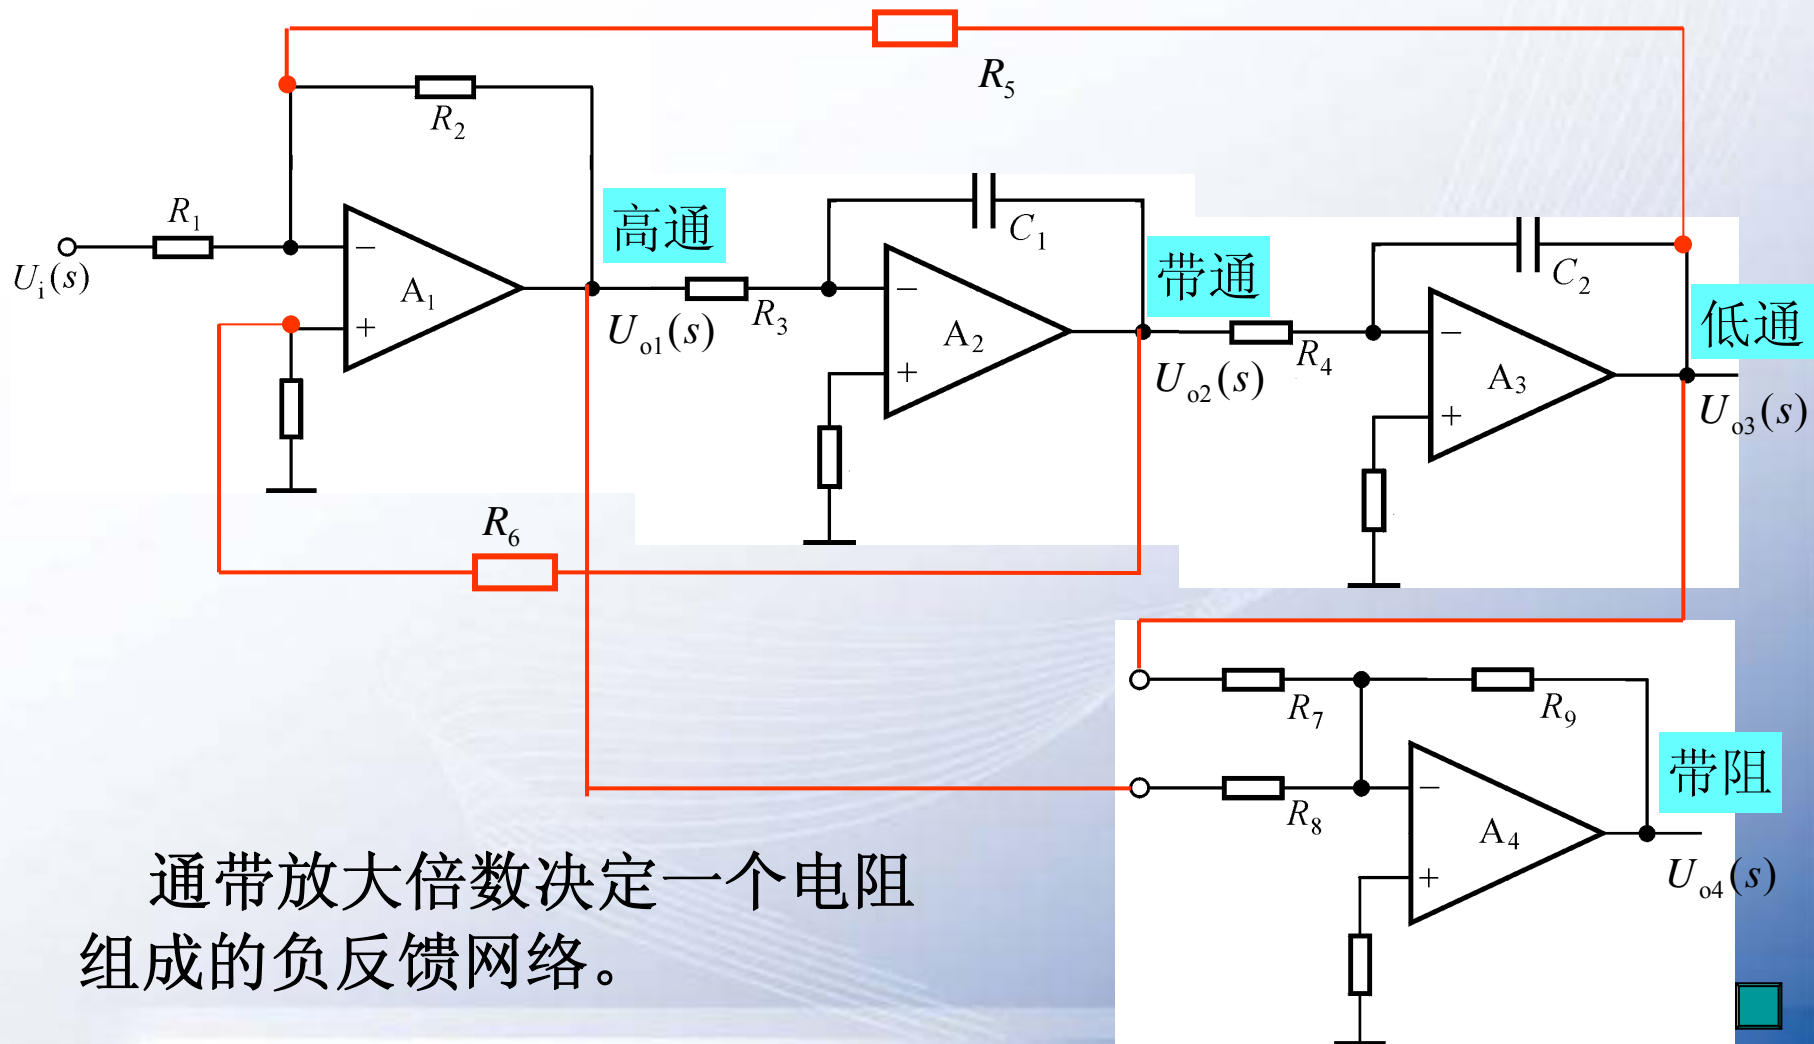 R5
R2
R1
高通
C1
Ui(s)
A1
−
+
带通
R3
Uo1(s)
−
A2
+
C2
低通
R4
Uo2(s)
−
A3
+
Uo3(s)
R6
R7
R9
带阻
R8
−
A4
+
Uo4(s)
通带放大倍数决定一个电阻
组成的负反馈网络。